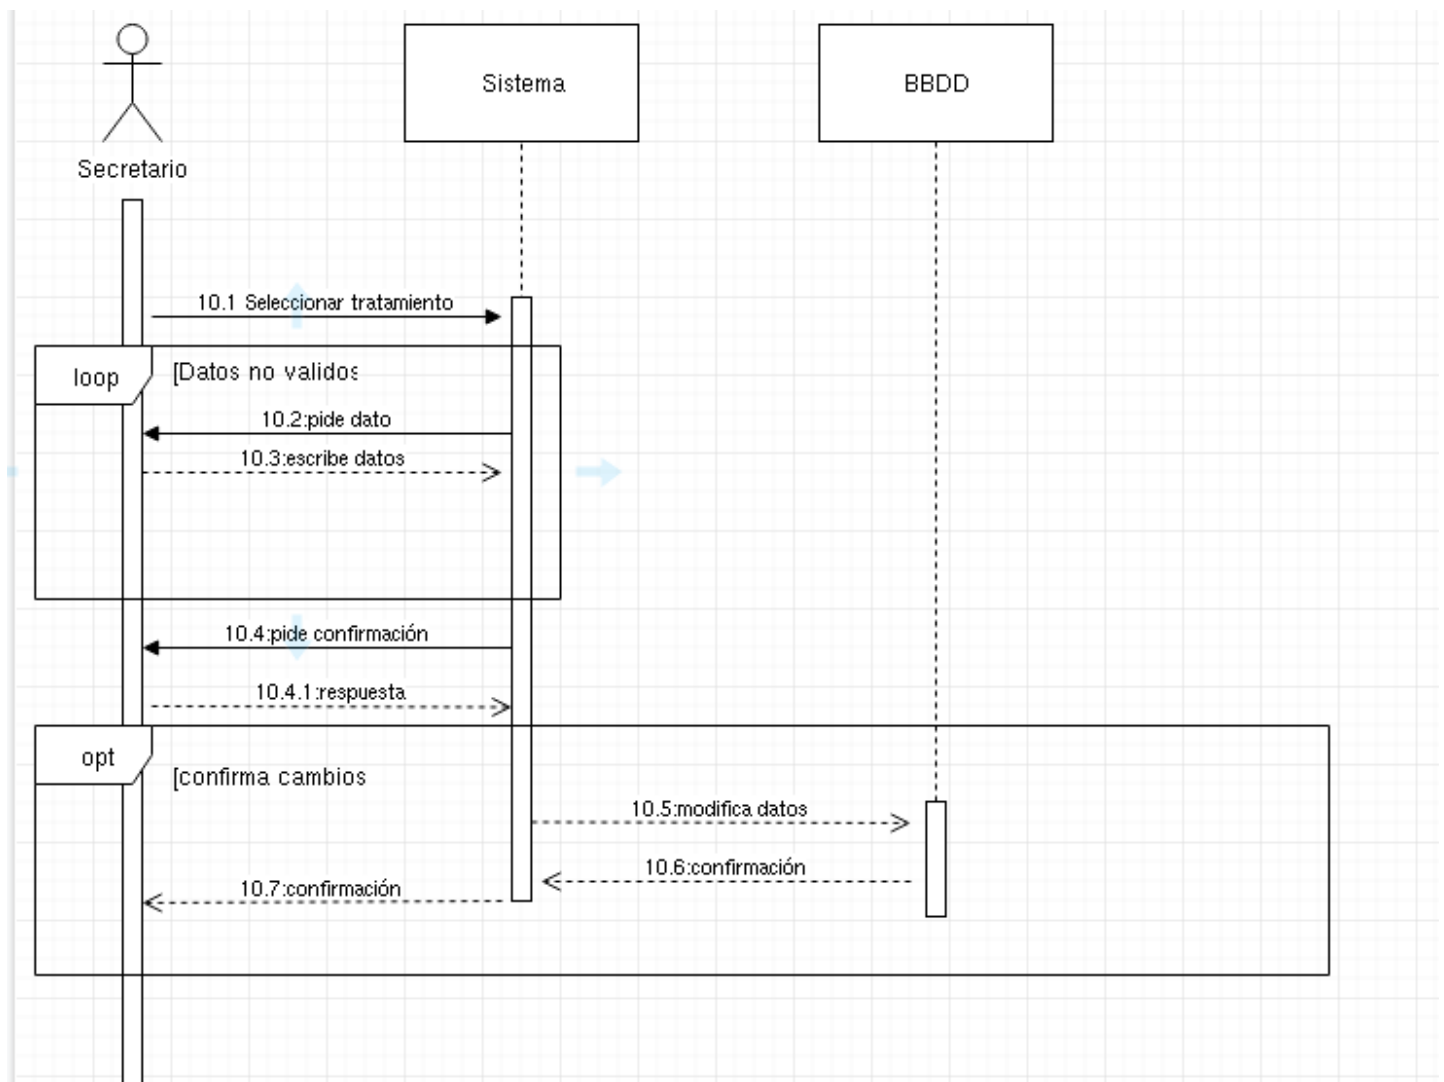 Sistema
BBDD
Secretario
10.1 Seleccionar tratamiento
loop
[Datos no validos
10.2:pide dato
10.3:escribe datos
10.4:pide confirmación
10.4.1:respuesta
opt
[confirma cambios
10.5:modifica datos
10.6:confirmación
10.7:confirmación